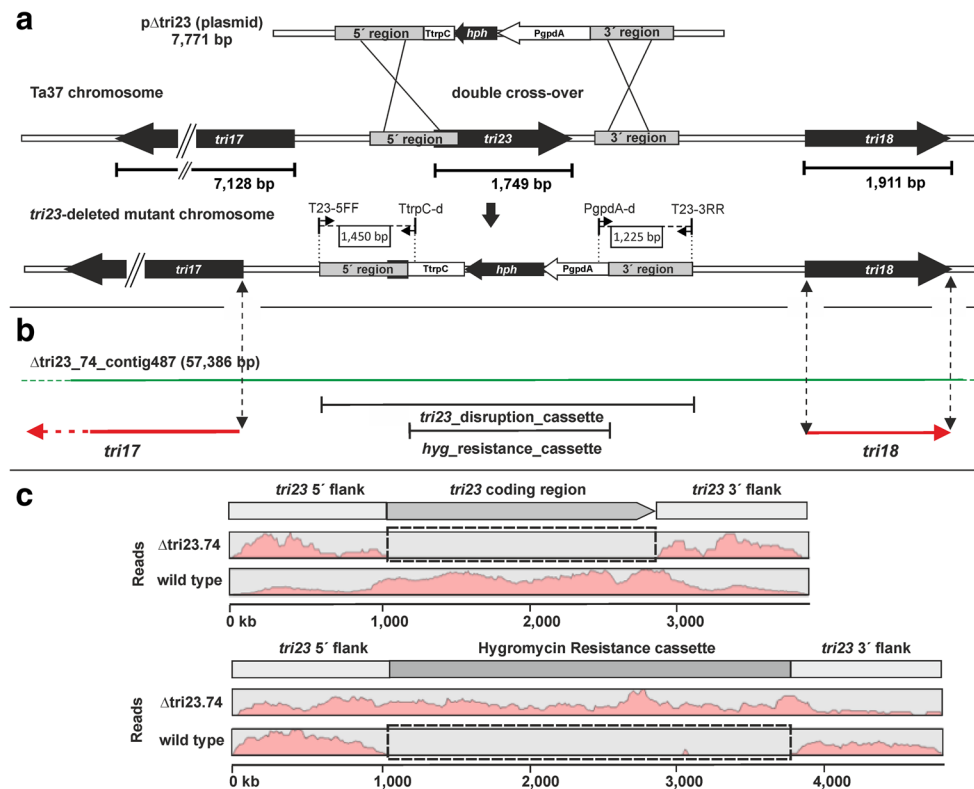 a
pΔtri23 (plasmid)
7,771 bp
5´ region TtrpC hph PgpdA 3´ region
Ta37 chromosome
double cross-over
tri17 5´ region tri23 3´ region tri18
7,128 bp 1,749 bp 1,911 bp
tri23-deleted mutant chromosome
T23-5FF TtrpC-d PgpdA-d T23-3RR
1,450 bp 1,225 bp
tri17 5´ region TtrpC hph PgpdA 3´ region tri18
b
Δtri23_74_contig487 (57,386 bp)
tri23_disruption_cassette
hyg_resistance_cassette
tri17 tri18
c
tri23 5´ flank tri23 coding region tri23 3´ flank
Reads
Δtri23.74
wild type
0 kb 1,000 2,000 3,000
tri23 5´ flank Hygromycin Resistance cassette tri23 3´ flank
Reads
Δtri23.74
wild type
0 kb 1,000 2,000 3,000 4,000